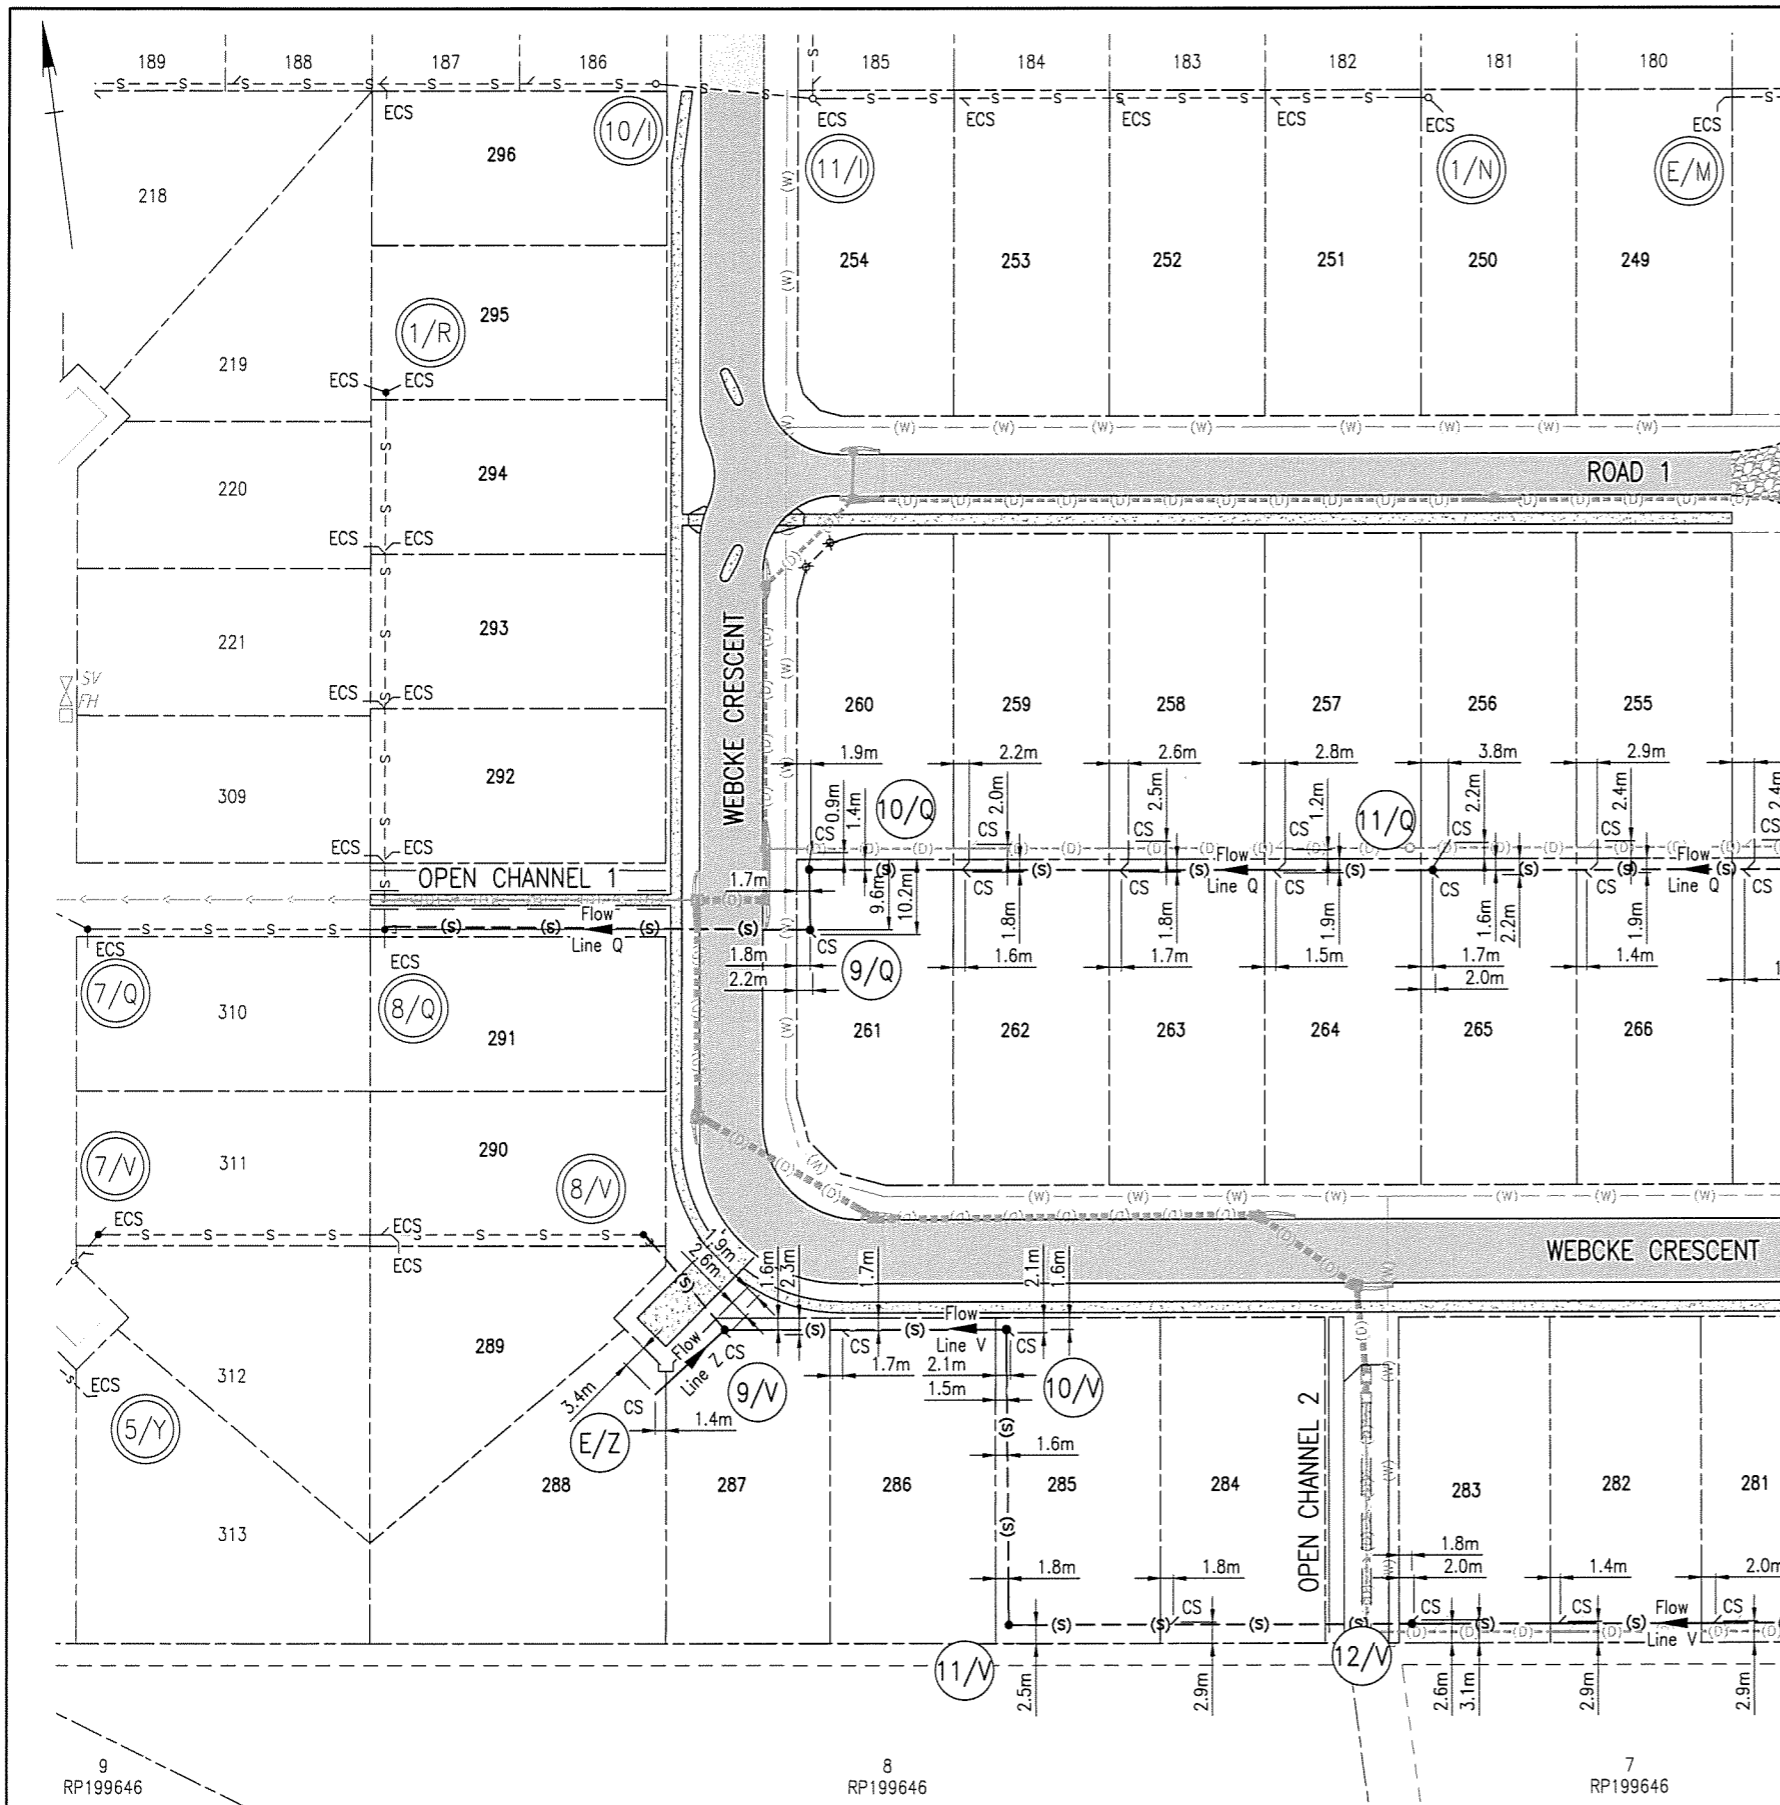 189 188 187 186 185 184 183 182 181 180
ECS ECS ECS ECS ECS ECS ECS
10/I 11/I 1/N E/M
296
218
254 253 252 251 250 249
295
1/R
219
ECS ECS
294
220
ROAD 1
ECS ECS
293
221
SV
FH
ECS ECS
WEBCKE CRESCENT
260 259 258 257 256 255
1.9m 2.2m 2.6m 2.8m 3.8m 2.9m
292
309
0.9m 1.4m 2.0m 2.5m 1.2m 2.2m 2.4m 2.4m
10/Q 11/Q
CS CS CS CS CS CS CS
ECS ECS
OPEN CHANNEL 1
Flow Flow
Line Q Line Q
CS CS CS CS CS CS
1.7m 9.6m 10.2m 1.8m 1.8m 1.9m 1.6m 2.2m 1.9m
Flow
Line Q
CS
ECS ECS
1.8m 1.6m 1.7m 1.5m 1.7m 1.4m
2.2m 2.0m
7/Q 8/Q 9/Q
310
291
261 262 263 264 265 266
290
311
7/V 8/V
ECS ECS
ECS
WEBCKE CRESCENT
1.9m
2.6m
1.6m 2.3m 1.7m 2.1m 1.6m
Flow
Line V
289
312
Flow
Line Z
CS CS CS
1.7m 2.1m
1.5m
9/V 10/V
ECS
5/Y
3.4m
CS
1.4m
E/Z
1.6m
OPEN CHANNEL 2
288 287 286 285 284 283 282 281
313
1.8m 1.8m 1.8m
2.0m 1.4m 2.0m
CS CS CS CS
Flow
Line V
11/V 12/V
2.5m 2.9m 2.6m 3.1m 2.9m 2.9m
9 8 7
RP199646 RP199646 RP199646